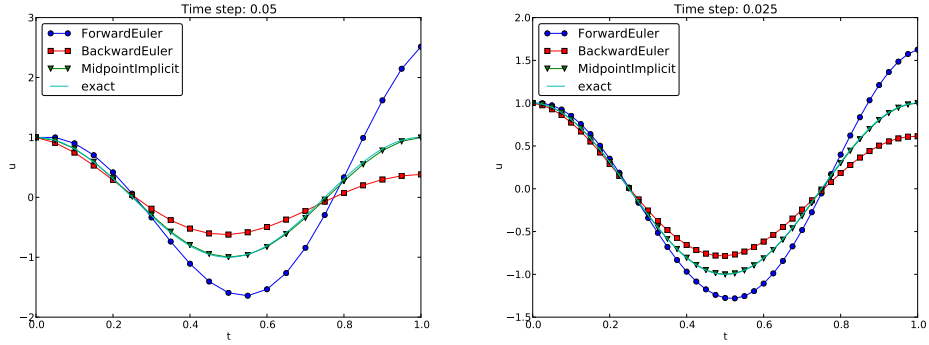 Time step: 0.05
ForwardEuler
BackwardEuler
MidpointImplicit
exact
3
2
1
0
−1
−2
u
0.0 0.2 0.4 0.6 0.8 1.0
t
Time step: 0.025
ForwardEuler
BackwardEuler
MidpointImplicit
exact
2.0
1.5
1.0
0.5
0.0
−0.5
−1.0
−1.5
u
0.0 0.2 0.4 0.6 0.8 1.0
t